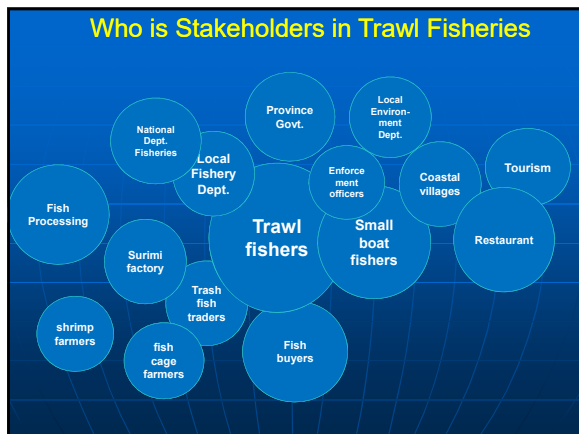 Who is Stakeholders in Trawl Fisheries
Province
Govt.
Local
Environ-
ment
Dept.
National
Dept.
Fisheries
Local
Fishery
Dept.
Enforce
ment
officers
Coastal
villages
Tourism
Fish
Processing
Trawl
fishers
Small
boat
fishers
Restaurant
Surimi
factory
Trash
fish
traders
shrimp
farmers
fish
cage
farmers
Fish
buyers